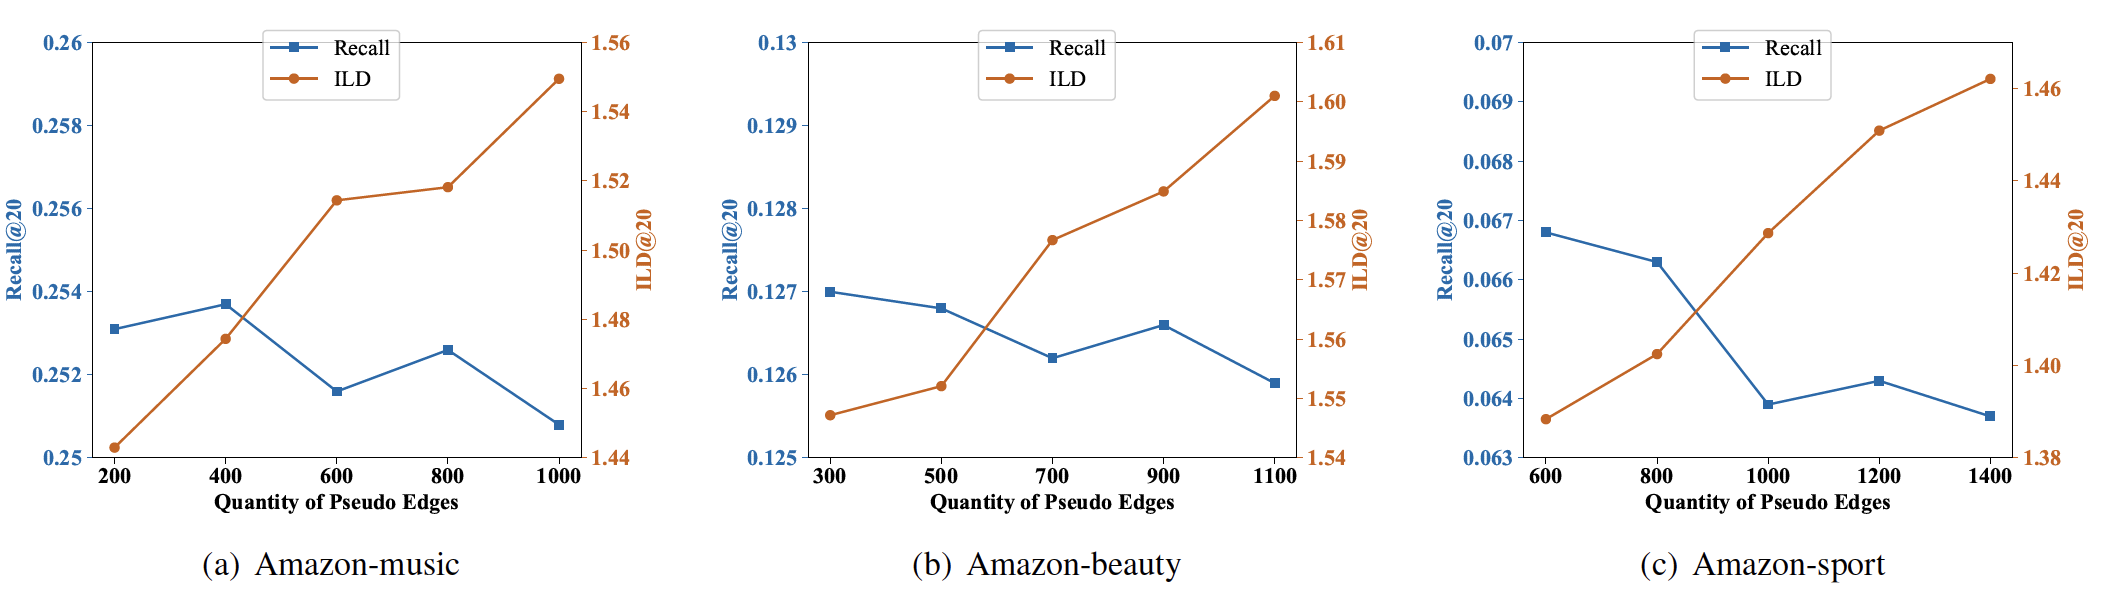 Recall
ILD
0.26
0.258
0.256
0.254
0.252
0.25
Recall@20
1.56
1.54
1.52
1.50
1.48
1.46
1.44
ILD@20
200 400 600 800 1000
Quantity of Pseudo Edges
(a) Amazon-music
Recall
ILD
0.13
0.129
0.128
0.127
0.126
0.125
Recall@20
1.61
1.60
1.59
1.58
1.57
1.56
1.55
1.54
ILD@20
300 500 700 900 1100
Quantity of Pseudo Edges
(b) Amazon-beauty
Recall
ILD
0.07
0.069
0.068
0.067
0.066
0.065
0.064
0.063
Recall@20
1.46
1.44
1.42
1.40
1.38
ILD@20
600 800 1000 1200 1400
Quantity of Pseudo Edges
(c) Amazon-sport